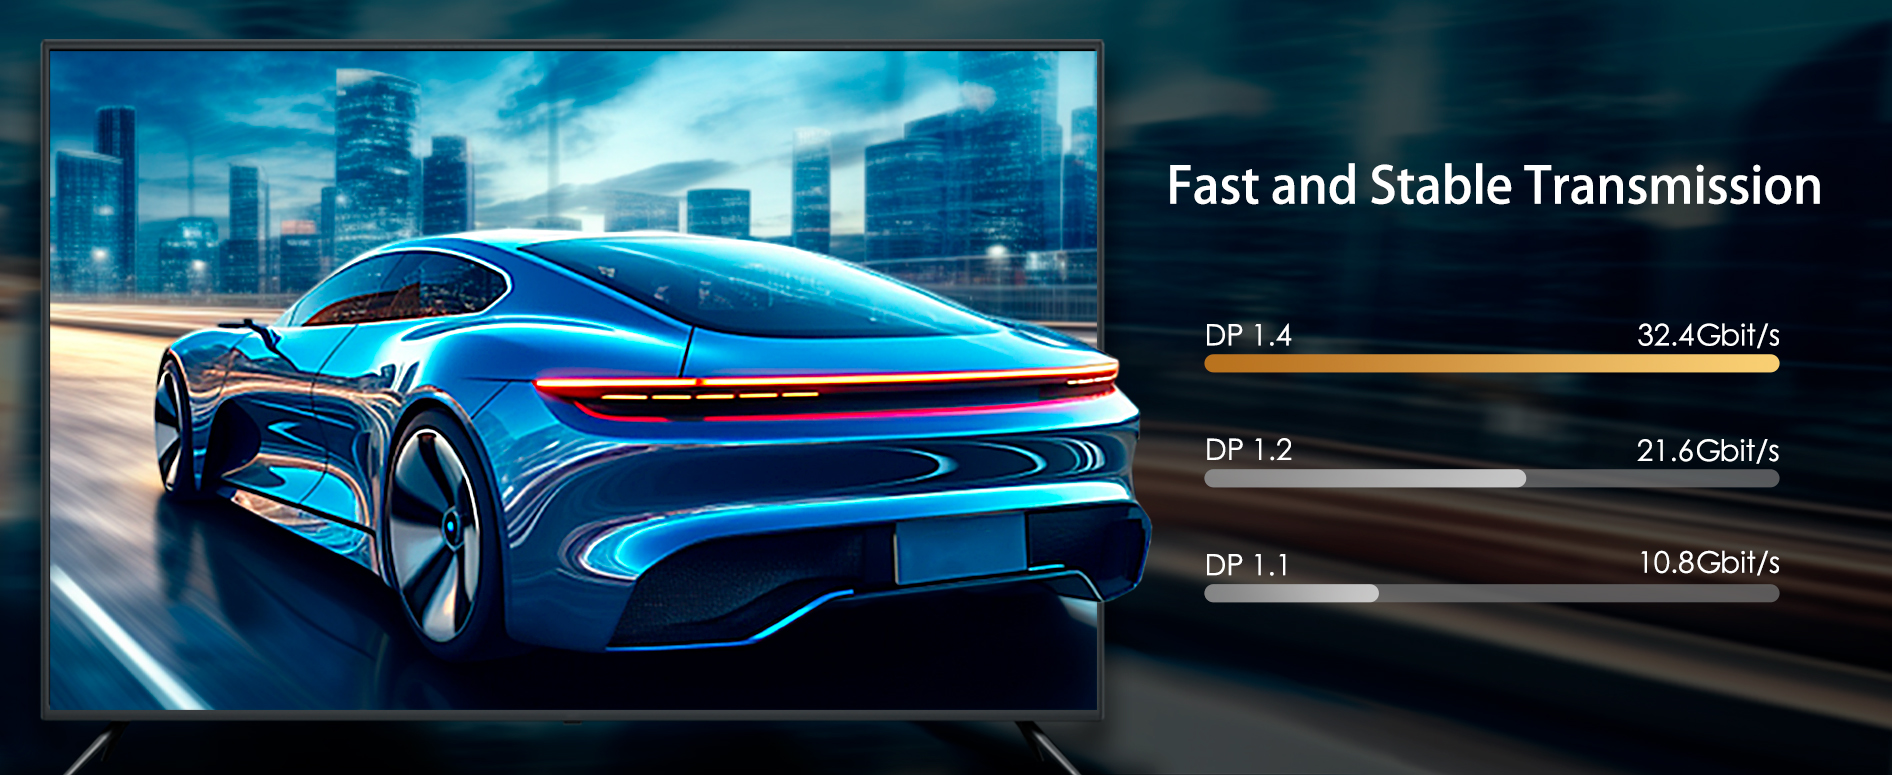 Fast and Stable Transmission
DP 1.4 32.4Gbit/s
DP 1.2 21.6Gbit/s
DP 1.1 10.8Gbit/s